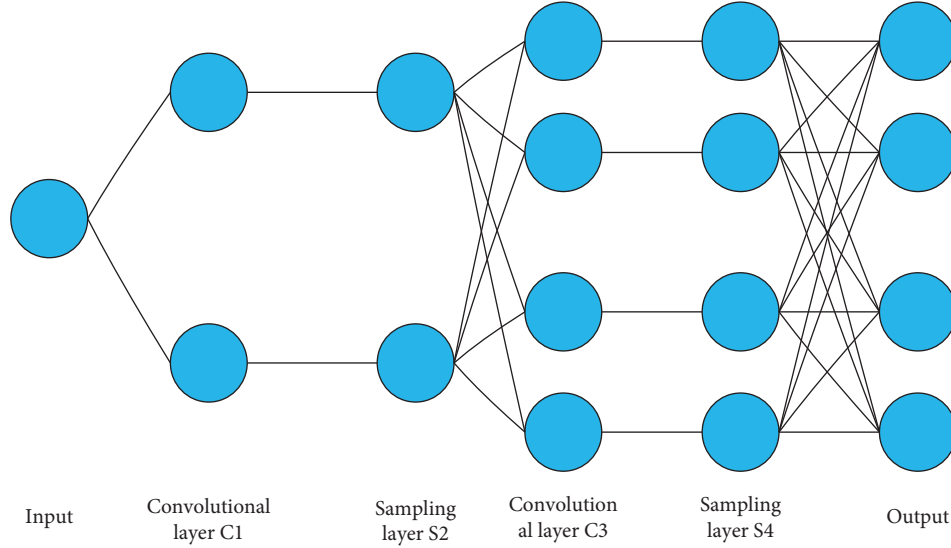 Input
Convolutional
layer C1
Sampling
layer S2
Convolution
al layer C3
Sampling
layer S4
Output